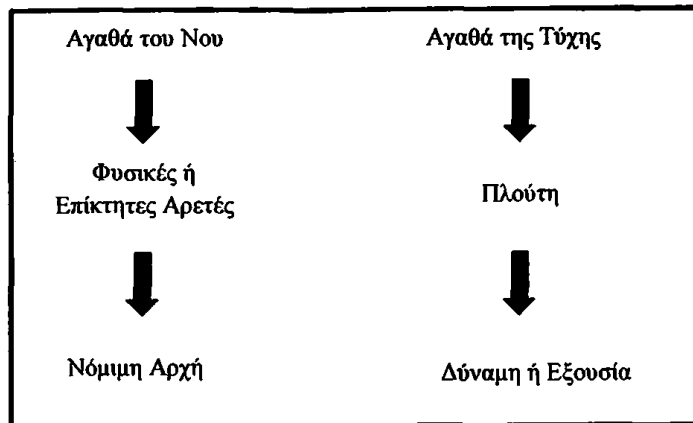 Αγαθά του Νου
Αγαθά της Τύχης
Φυσικές ή
Επίκτητες Αρετές
Πλούτη
Νόμιμη Αρχή
Δύναμη ή Εξουσία